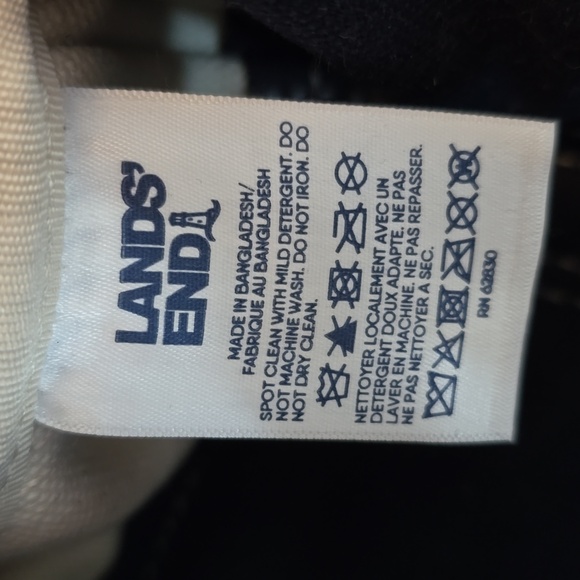 LANDS'
END
MADE IN BANGLADESH/
FABRIQUE AU BANGLADESH
SPOT CLEAN WITH MILD DETERGENT. DO
NOT MACHINE WASH. DO NOT IRON. DO
NOT DRY CLEAN.
NETTOYER LOCALEMENT AVEC UN
DETERGENT DOUX ADAPTE. NE PAS
LAVER EN MACHINE. NE PAS REPASSER.
NE PAS NETTOYER A SEC.
RN 62830